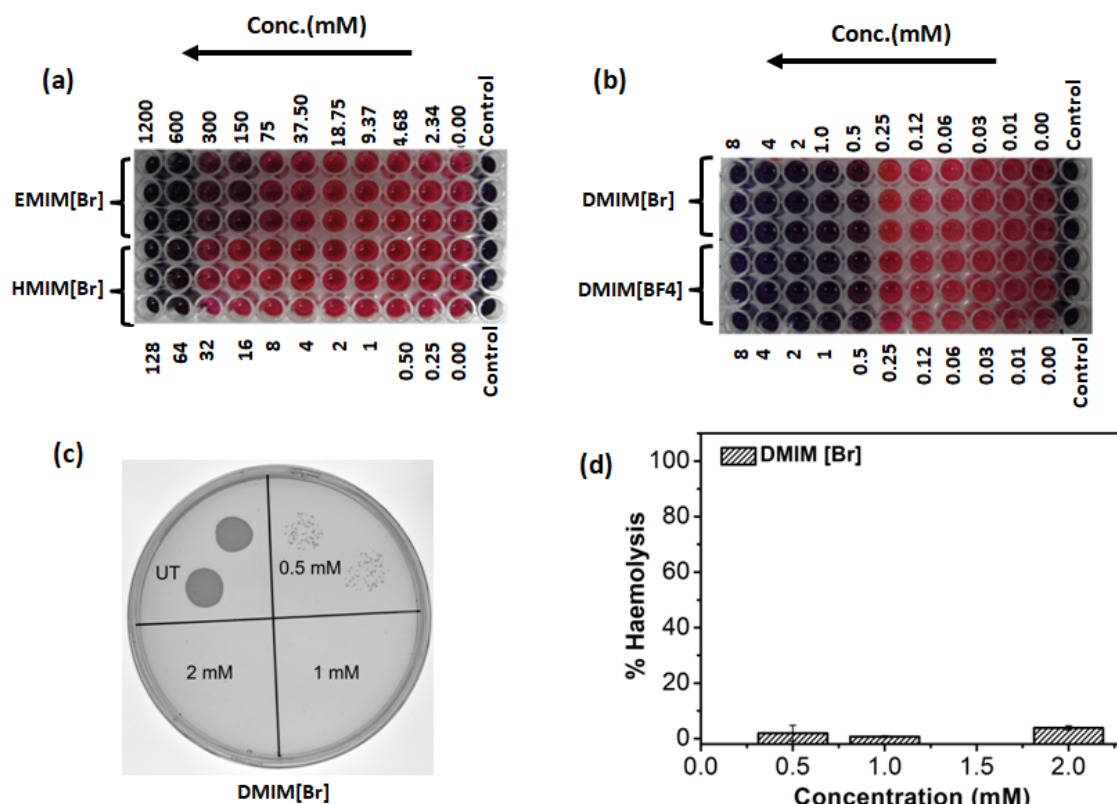 Conc.(mM)
(a)
1200 600 300 150 75 37.50 18.75 9.37 4.68 2.34 0.00 Control
EMIM[Br]
HMIM[Br]
128 64 32 16 8 4 2 1 0.50 0.25 0.00 Control
Conc.(mM)
(b)
8 4 2 1.0 0.5 0.25 0.12 0.06 0.03 0.01 0.00 Control
DMIM[Br]
DMIM[BF4]
8 4 2 1 0.5 0.25 0.12 0.06 0.03 0.01 0.00 Control
(c)
UT
0.5 mM
2 mM
1 mM
DMIM[Br]
(d)
DMIM [Br]
% Haemolysis
100
80
60
40
20
0
0.0 0.5 1.0 1.5 2.0
Concentration (mM)